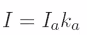 I = I_a k_a